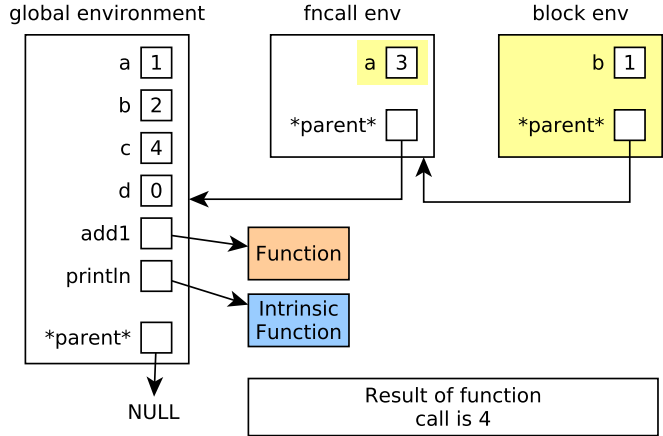 global environment
a 1
b 2
c 4
d 0
add1
println
*parent*
NULL
fncall env
a 3
*parent*
block env
b 1
*parent*
Function
Intrinsic
Function
Result of function
call is 4